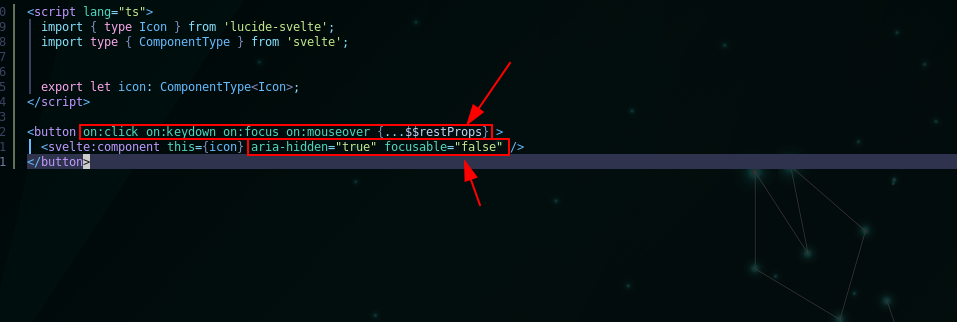 0 <script lang="ts">
9   import { type Icon } from 'lucide-svelte';
8   import type { ComponentType } from 'svelte';
7
6
5   export let icon: ComponentType<Icon>;
4 </script>
3
2 <button on:click on:keydown on:focus on:mouseover {...$$restProps} >
1   <svelte:component this={icon} aria-hidden="true" focusable="false" />
1 </button>